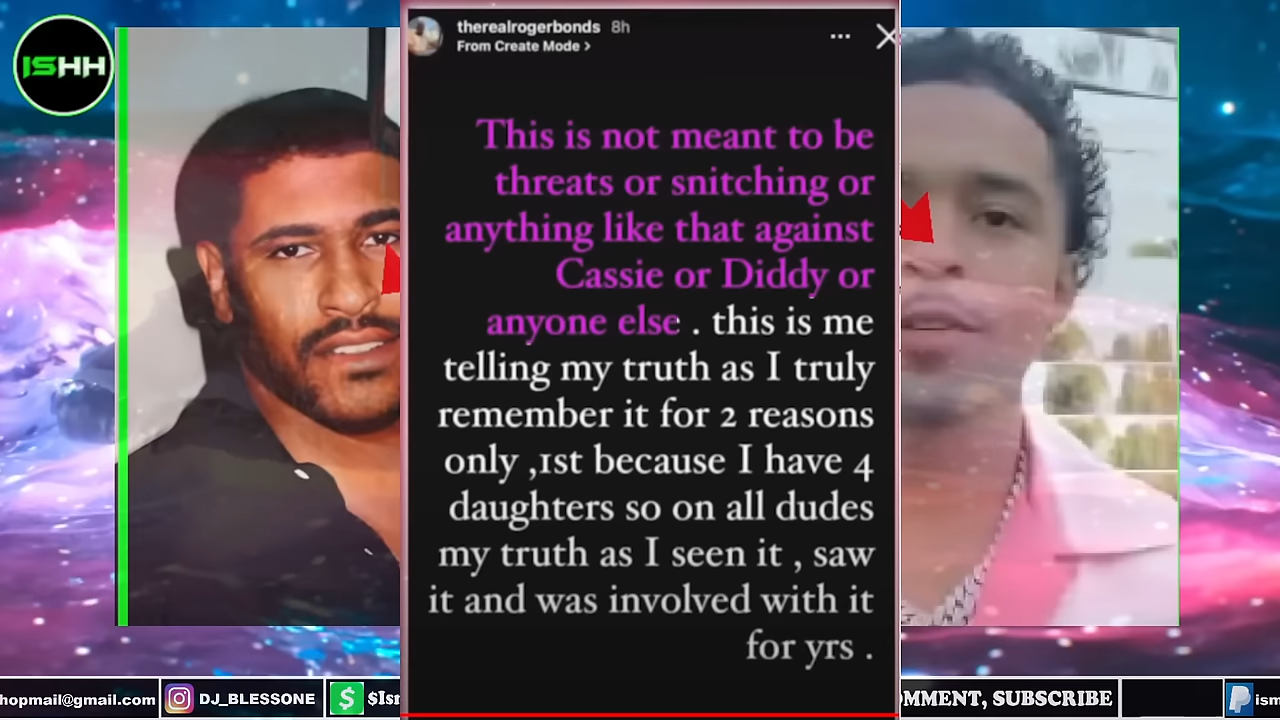 ISHH
therealrogerbonds 8h
From Create Mode >
This is not meant to be
threats or snitching or
anything like that against
Cassie or Diddy or
anyone else . this is me
telling my truth as I truly
remember it for 2 reasons
only ,1st because I have 4
daughters so on all dudes
my truth as I seen it , saw
it and was involved with it
for yrs .
hopmail@gmail.com
DJ_BLESSONE
$
$Isr
OMMENT, SUBSCRIBE
ism